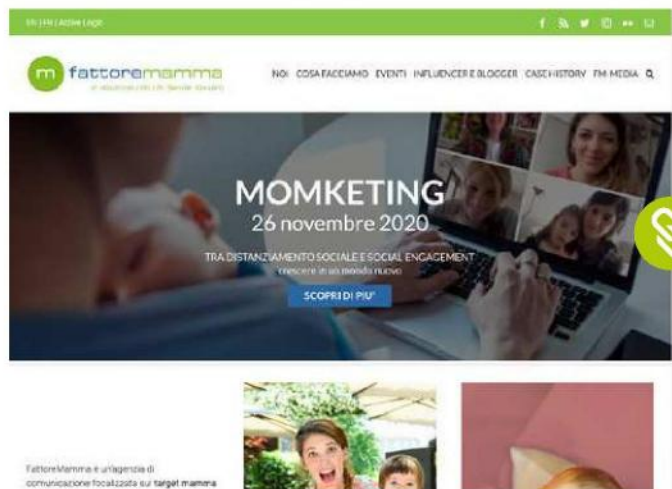 fattoremamma
NOI COSA FACCIAMO EVENTI INFLUENCER E BLOGGER CASE HISTORY FM MEDIA
MOMKETING
26 novembre 2020
TRA DISTANZIAMENTO SOCIALE E SOCIAL ENGAGEMENT
crescere in un mondo nuovo
SCOPRI DI PIU'
FattoreMamma è un'agenzia di
comunicazione focalizzata sul target mamma